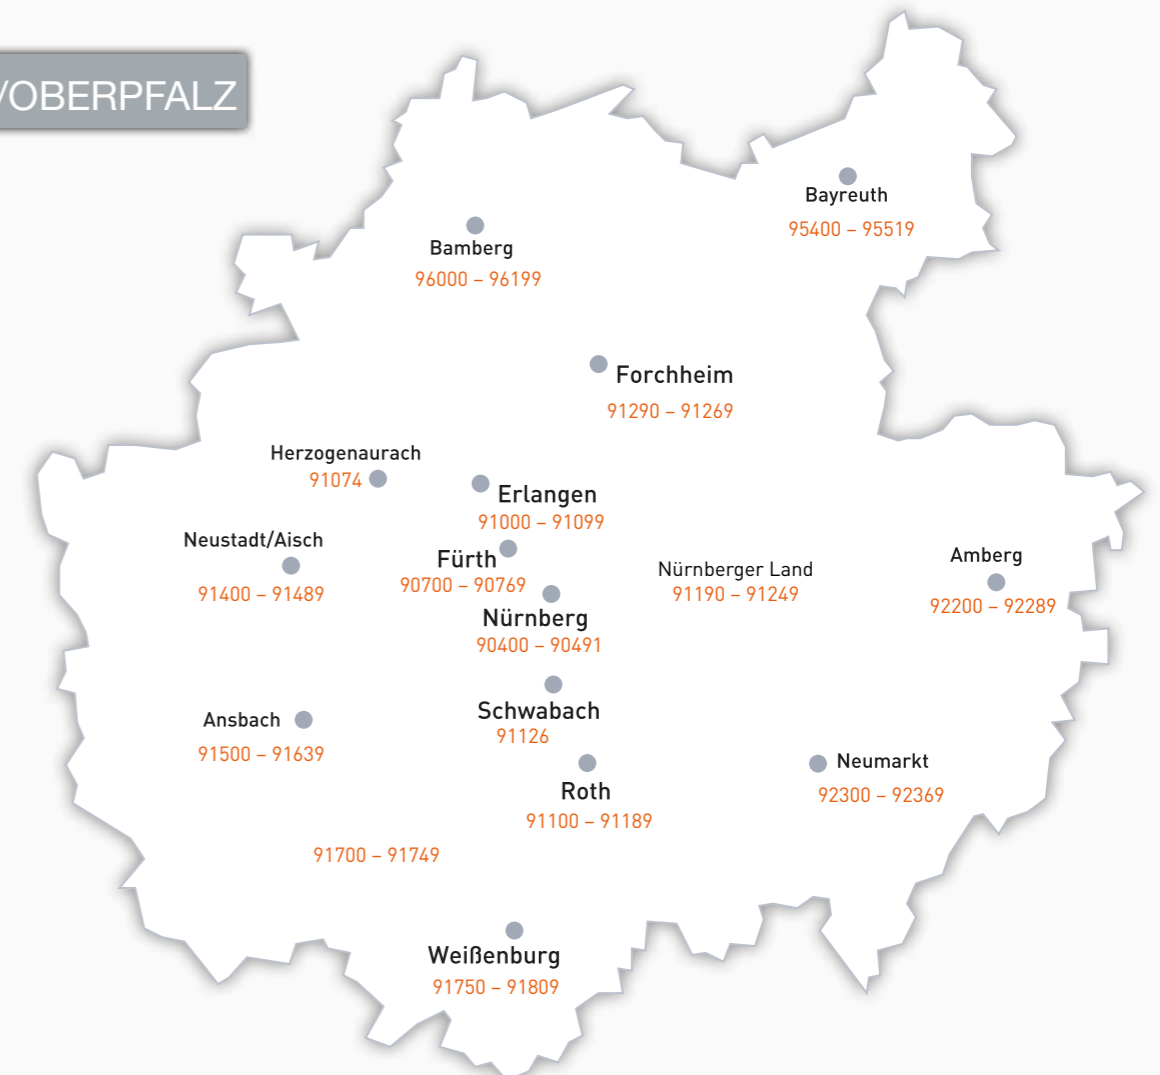 /OBERPFALZ
Bayreuth
95400 – 95519
Bamberg
96000 – 96199
Forchheim
91290 – 91269
Herzogenaurach
91074
Erlangen
91000 – 91099
Neustadt/Aisch
91400 – 91489
Fürth
90700 – 90769
Nürnberger Land
91190 – 91249
Amberg
92200 – 92289
Nürnberg
90400 – 90491
Schwabach
91126
Ansbach
91500 – 91639
Roth
91100 – 91189
Neumarkt
92300 – 92369
91700 – 91749
Weißenburg
91750 – 91809